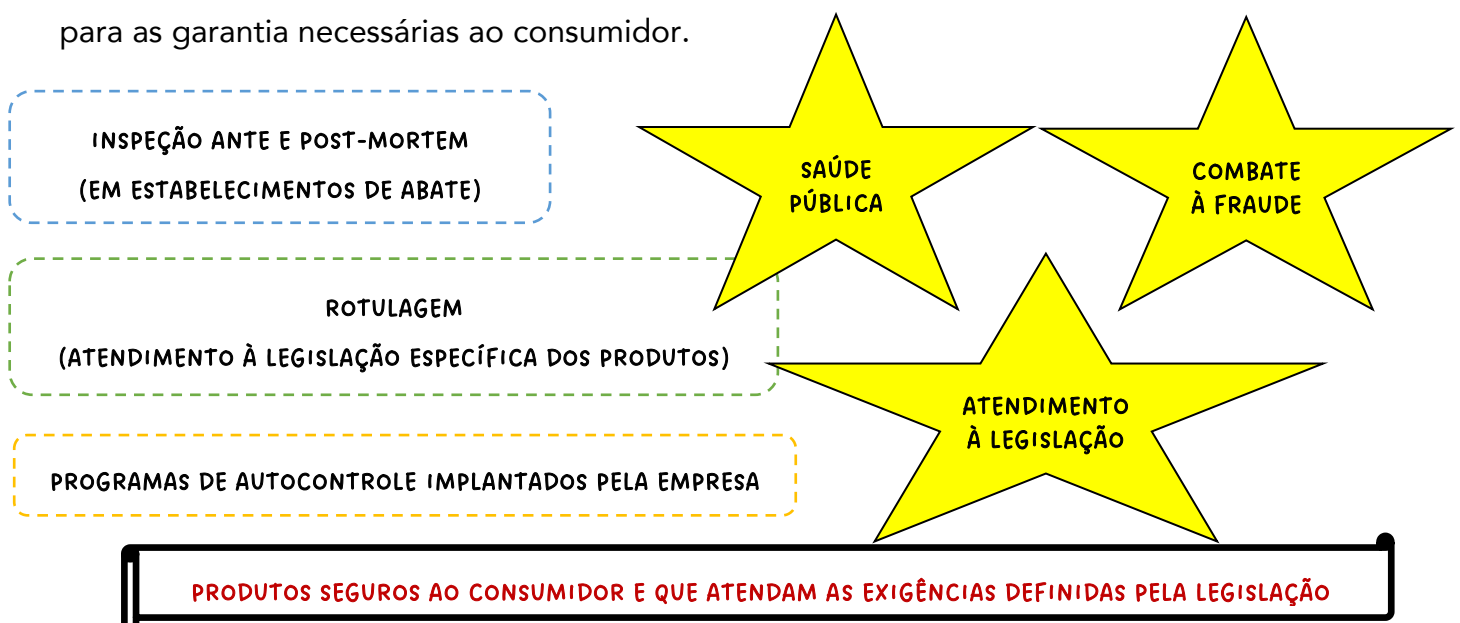 para as garantia necessárias ao consumidor.
INSPEÇÃO ANTE E POST-MORTEM
(EM ESTABELECIMENTOS DE ABATE)
ROTULAGEM
(ATENDIMENTO À LEGISLAÇÃO ESPECÍFICA DOS PRODUTOS)
PROGRAMAS DE AUTOCONTROLE IMPLANTADOS PELA EMPRESA
SAÚDE
PÚBLICA
COMBATE
À FRAUDE
ATENDIMENTO
À LEGISLAÇÃO
PRODUTOS SEGUROS AO CONSUMIDOR E QUE ATENDAM AS EXIGÊNCIAS DEFINIDAS PELA LEGISLAÇÃO